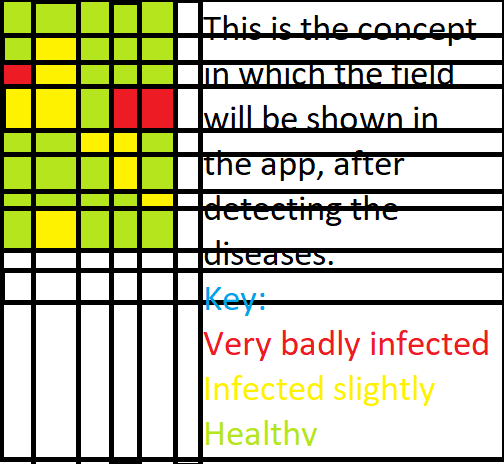 This is the concept
in which the field
will be shown in
the app, after
detecting the
diseases.
Key:
Very badly infected
Infected slightly
Healthy